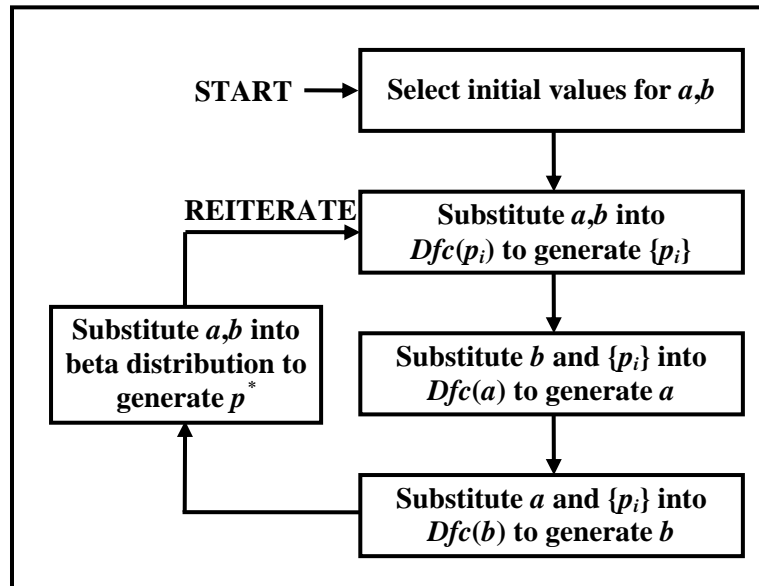 START
Select initial values for a,b
REITERATE
Substitute a,b into
Dfc(pᵢ) to generate {pᵢ}
Substitute b and {pᵢ} into
Dfc(a) to generate a
Substitute a and {pᵢ} into
Dfc(b) to generate b
Substitute a,b into
beta distribution to
generate p*